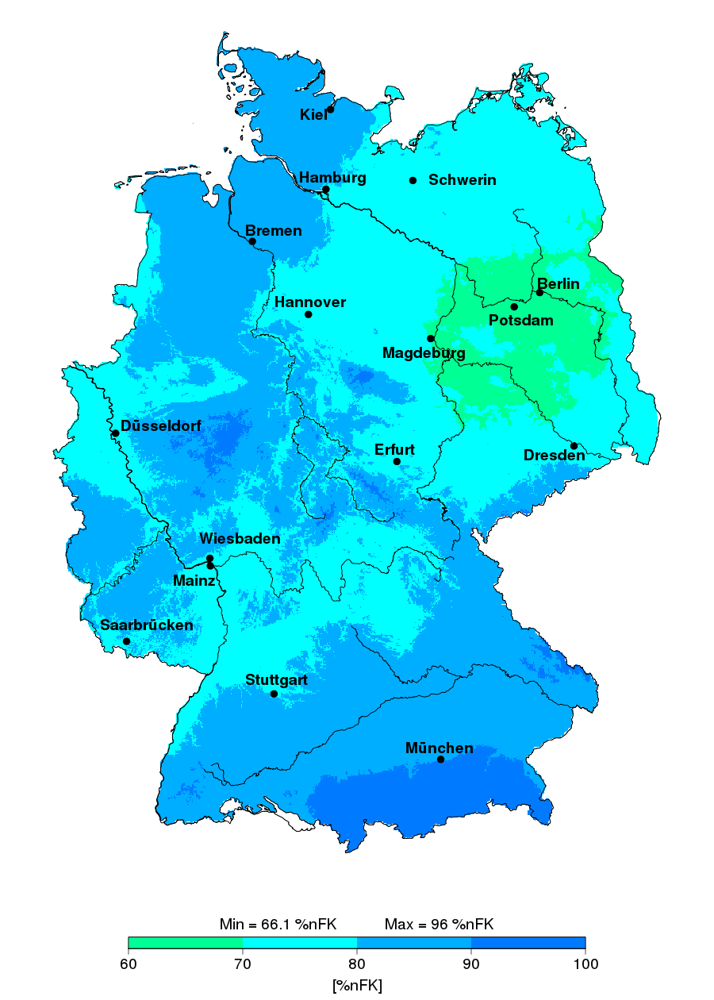 Kiel
Hamburg
Schwerin
Bremen
Berlin
Hannover
Potsdam
Magdeburg
Düsseldorf
Erfurt
Dresden
Wiesbaden
Mainz
Saarbrücken
Stuttgart
München
Min = 66.1 %nFK Max = 96 %nFK
60 70 80 90 100
[%nFK]